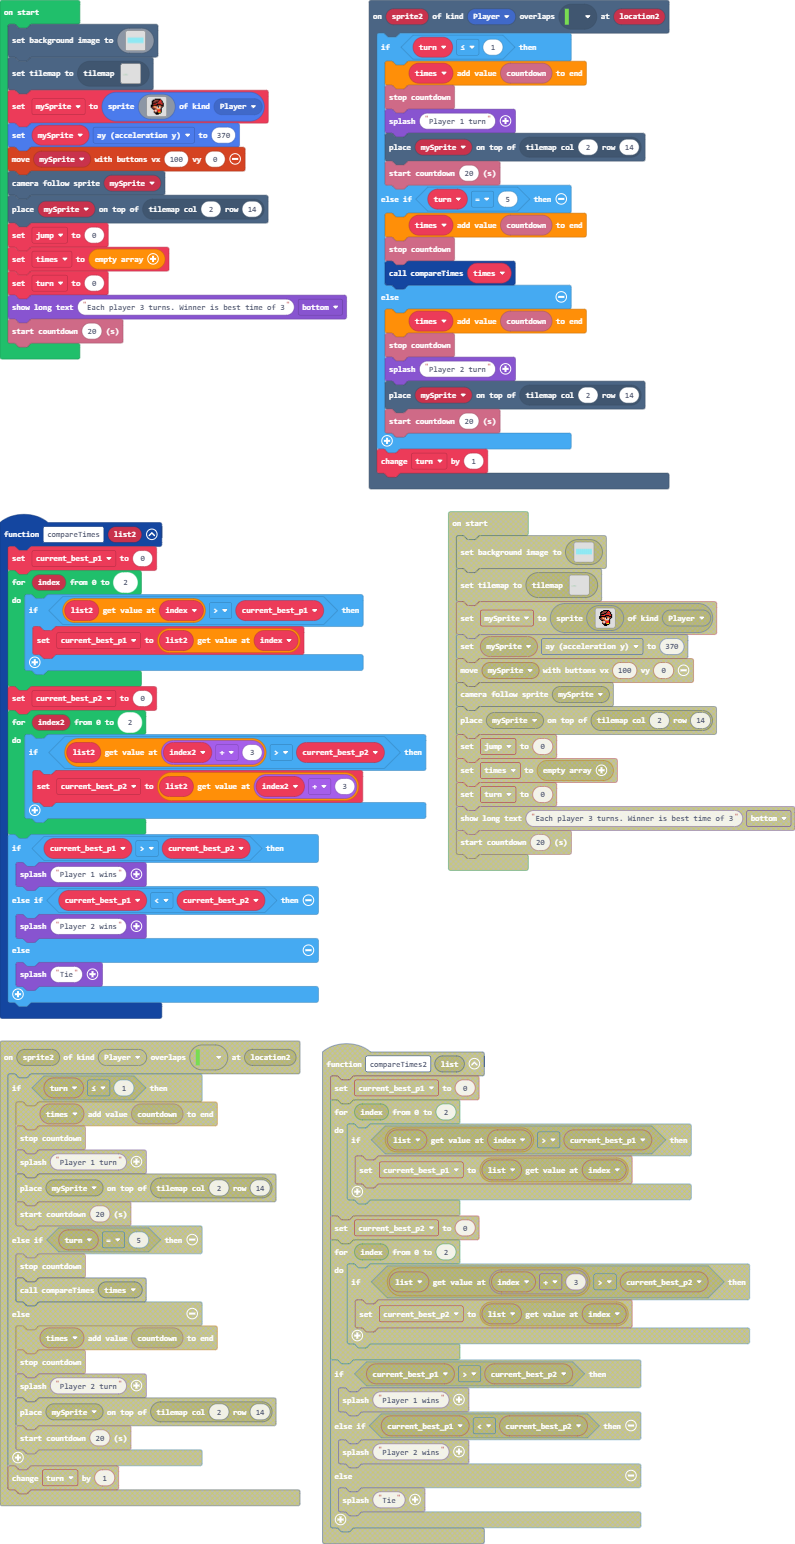 on start
set background image to
set tilemap to tilemap
set mySprite to sprite of kind Player
set mySprite ay (acceleration y) to 370
move mySprite with buttons vx 100 vy 0
camera follow sprite mySprite
place mySprite on top of tilemap col 2 row 14
set jump to 0
set times to empty array
set turn to 0
show long text "Each player 3 turns. Winner is best time of 3" bottom
start countdown 20 (s)
on sprite2 of kind Player overlaps at location2
if turn ≤ 1 then
times add value countdown to end
stop countdown
splash "Player 1 turn"
place mySprite on top of tilemap col 2 row 14
start countdown 20 (s)
else if turn = 5 then
times add value countdown to end
stop countdown
call compareTimes times
else
times add value countdown to end
stop countdown
splash "Player 2 turn"
place mySprite on top of tilemap col 2 row 14
start countdown 20 (s)
change turn by 1
function compareTimes list2
set current_best_p1 to 0
for index from 0 to 2
do
if list2 get value at index > current_best_p1 then
set current_best_p1 to list2 get value at index
set current_best_p2 to 0
for index2 from 0 to 2
do
if list2 get value at index2 + 3 > current_best_p2 then
set current_best_p2 to list2 get value at index2 + 3
if current_best_p1 > current_best_p2 then
splash "Player 1 wins"
else if current_best_p1 < current_best_p2 then
splash "Player 2 wins"
else
splash "Tie"
on start
set background image to
set tilemap to tilemap
set mySprite to sprite of kind Player
set mySprite ay (acceleration y) to 370
move mySprite with buttons vx 100 vy 0
camera follow sprite mySprite
place mySprite on top of tilemap col 2 row 14
set jump to 0
set times to empty array
set turn to 0
show long text "Each player 3 turns. Winner is best time of 3" bottom
start countdown 20 (s)
on sprite2 of kind Player overlaps at location2
if turn ≤ 1 then
times add value countdown to end
stop countdown
splash "Player 1 turn"
place mySprite on top of tilemap col 2 row 14
start countdown 20 (s)
else if turn = 5 then
stop countdown
call compareTimes times
else
times add value countdown to end
stop countdown
splash "Player 2 turn"
place mySprite on top of tilemap col 2 row 14
start countdown 20 (s)
change turn by 1
function compareTimes2 list
set current_best_p1 to 0
for index from 0 to 2
do
if list get value at index > current_best_p1 then
set current_best_p1 to list get value at index
set current_best_p2 to 0
for index from 0 to 2
do
if list get value at index + 3 > current_best_p2 then
set current_best_p2 to list get value at index
if current_best_p1 > current_best_p2 then
splash "Player 1 wins"
else if current_best_p1 < current_best_p2 then
splash "Player 2 wins"
else
splash "Tie"